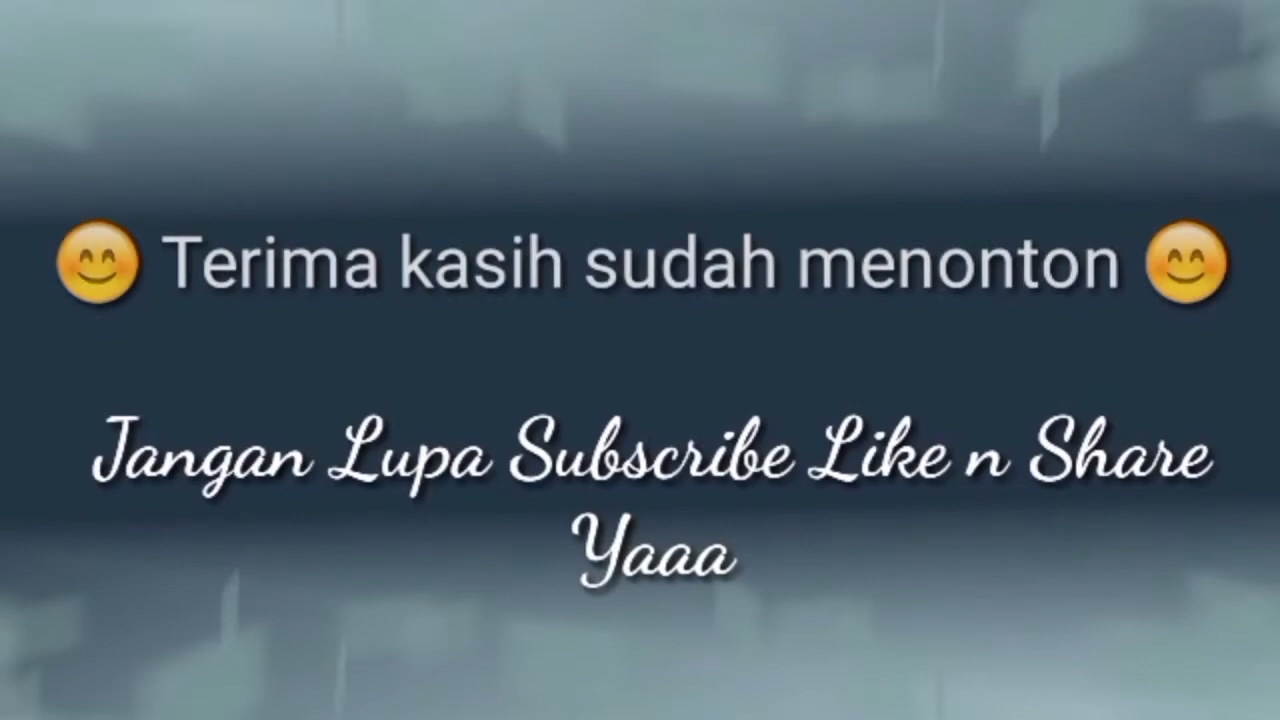 😊 Terima kasih sudah menonton 😊
Jangan Lupa Subscribe Like n Share
Yaaa